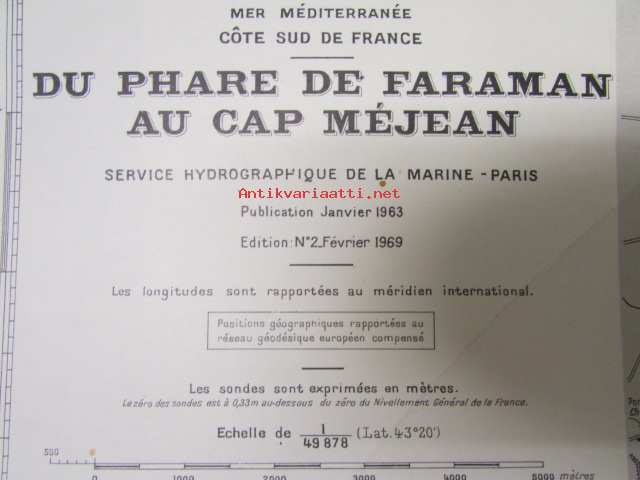 MER MÉDITERRANÉE
CÔTE SUD DE FRANCE
DU PHARE DE FARAMAN
AU CAP MÉJEAN
SERVICE HYDROGRAPHIQUE DE LA MARINE - PARIS
Antikvariaatti.net
Publication Janvier 1963
Edition: N°2_Février 1969
Les longitudes sont rapportées au méridien international.
Positions géographiques rapportées au
réseau géodésique européen compensé
Les sondes sont exprimées en mètres.
Le zéro des sondes est à 0,33m au-dessous du zéro du Nivellement Général de la France.
Echelle de 1/49 878 (Lat. 43°20')
500 0 1000 2000 3000 4000 5000 mètres